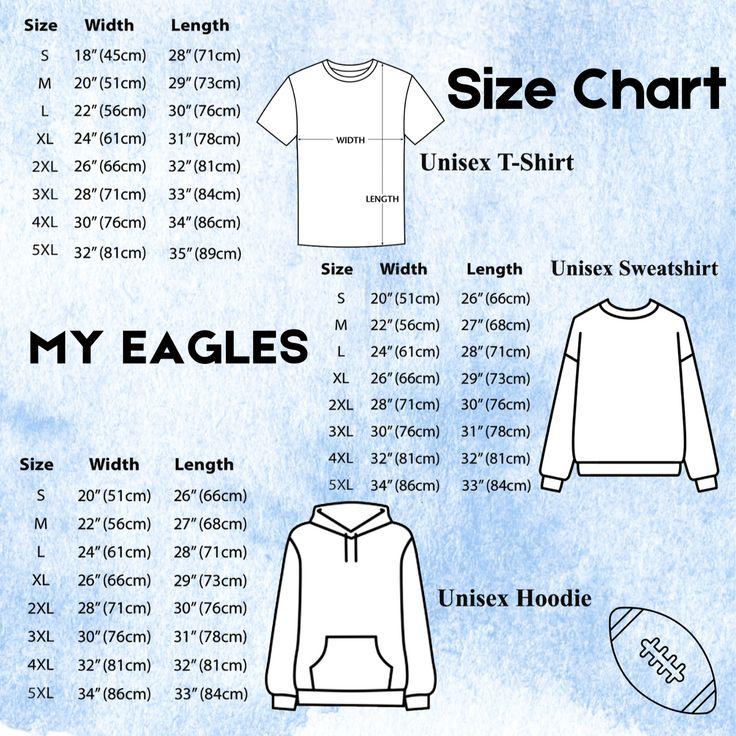 Size Chart
Size Width Length
S 18” (45cm) 28” (71cm)
M 20” (51cm) 29” (73cm)
L 22” (56cm) 30” (76cm)
XL 24” (61cm) 31” (78cm)
2XL 26” (66cm) 32” (81cm)
3XL 28” (71cm) 33” (84cm)
4XL 30” (76cm) 34” (86cm)
5XL 32” (81cm) 35” (89cm)
WIDTH
LENGTH
Unisex T-Shirt
Size Width Length
S 20” (51cm) 26” (66cm)
M 22” (56cm) 27” (68cm)
L 24” (61cm) 28” (71cm)
XL 26” (66cm) 29” (73cm)
2XL 28” (71cm) 30” (76cm)
3XL 30” (76cm) 31” (78cm)
4XL 32” (81cm) 32” (81cm)
5XL 34” (86cm) 33” (84cm)
Unisex Sweatshirt
MY EAGLES
Size Width Length
S 20” (51cm) 26” (66cm)
M 22” (56cm) 27” (68cm)
L 24” (61cm) 28” (71cm)
XL 26” (66cm) 29” (73cm)
2XL 28” (71cm) 30” (76cm)
3XL 30” (76cm) 31” (78cm)
4XL 32” (81cm) 32” (81cm)
5XL 34” (86cm) 33” (84cm)
Unisex Hoodie